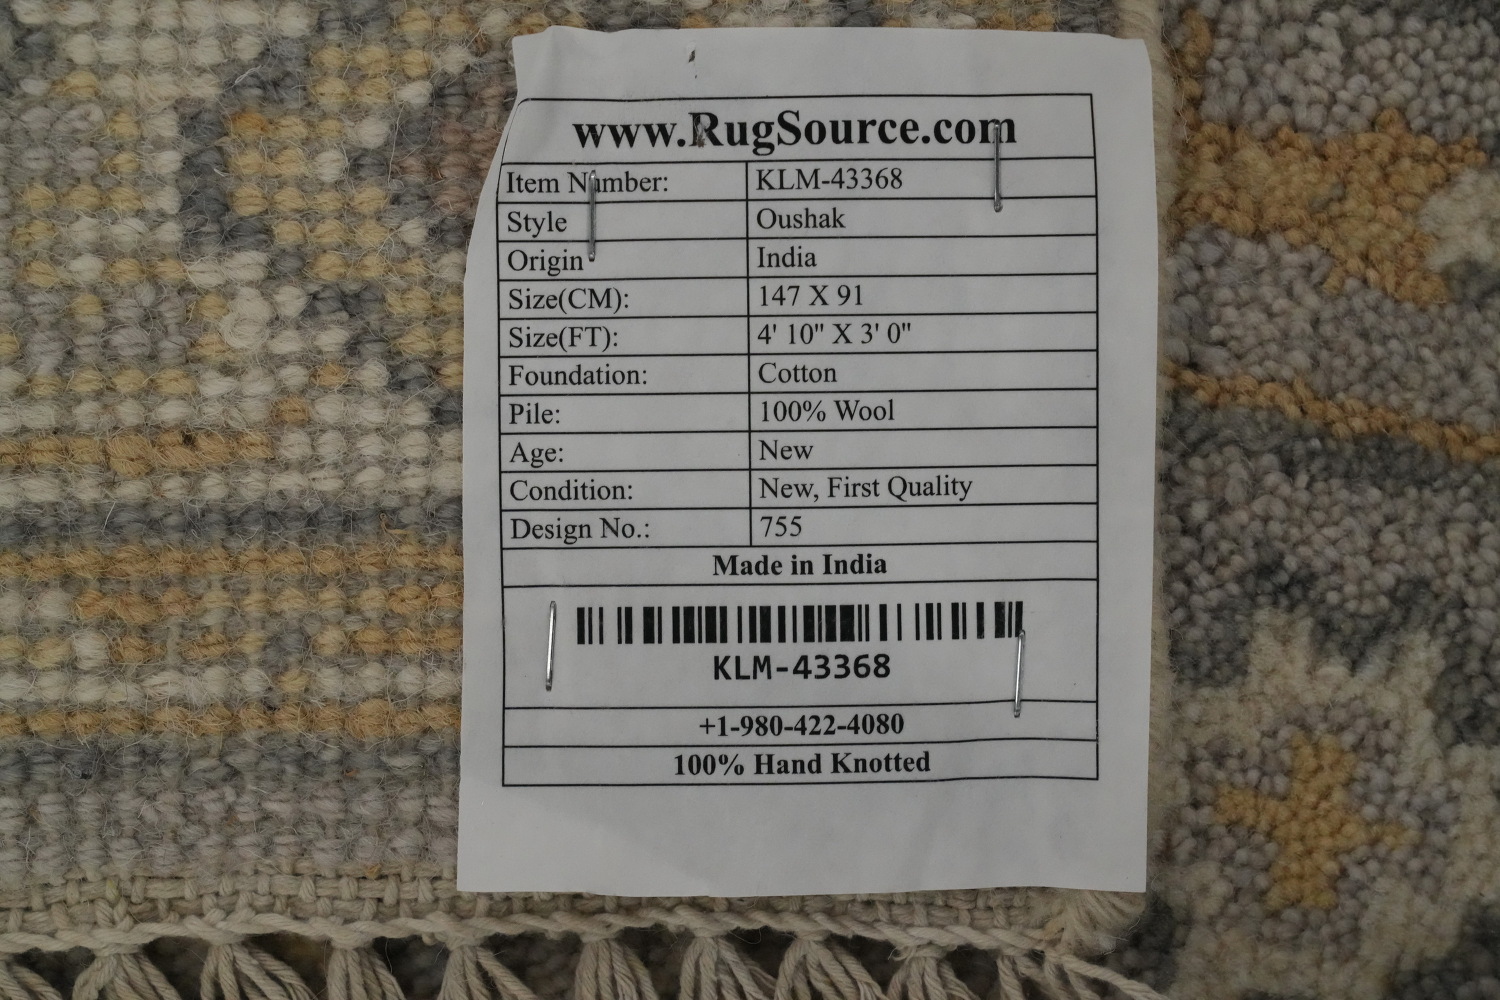 www.RugSource.com
Item Number: KLM-43368
Style Oushak
Origin India
Size(CM): 147 X 91
Size(FT): 4' 10" X 3' 0"
Foundation: Cotton
Pile: 100% Wool
Age: New
Condition: New, First Quality
Design No.: 755
Made in India
KLM-43368
+1-980-422-4080
100% Hand Knotted